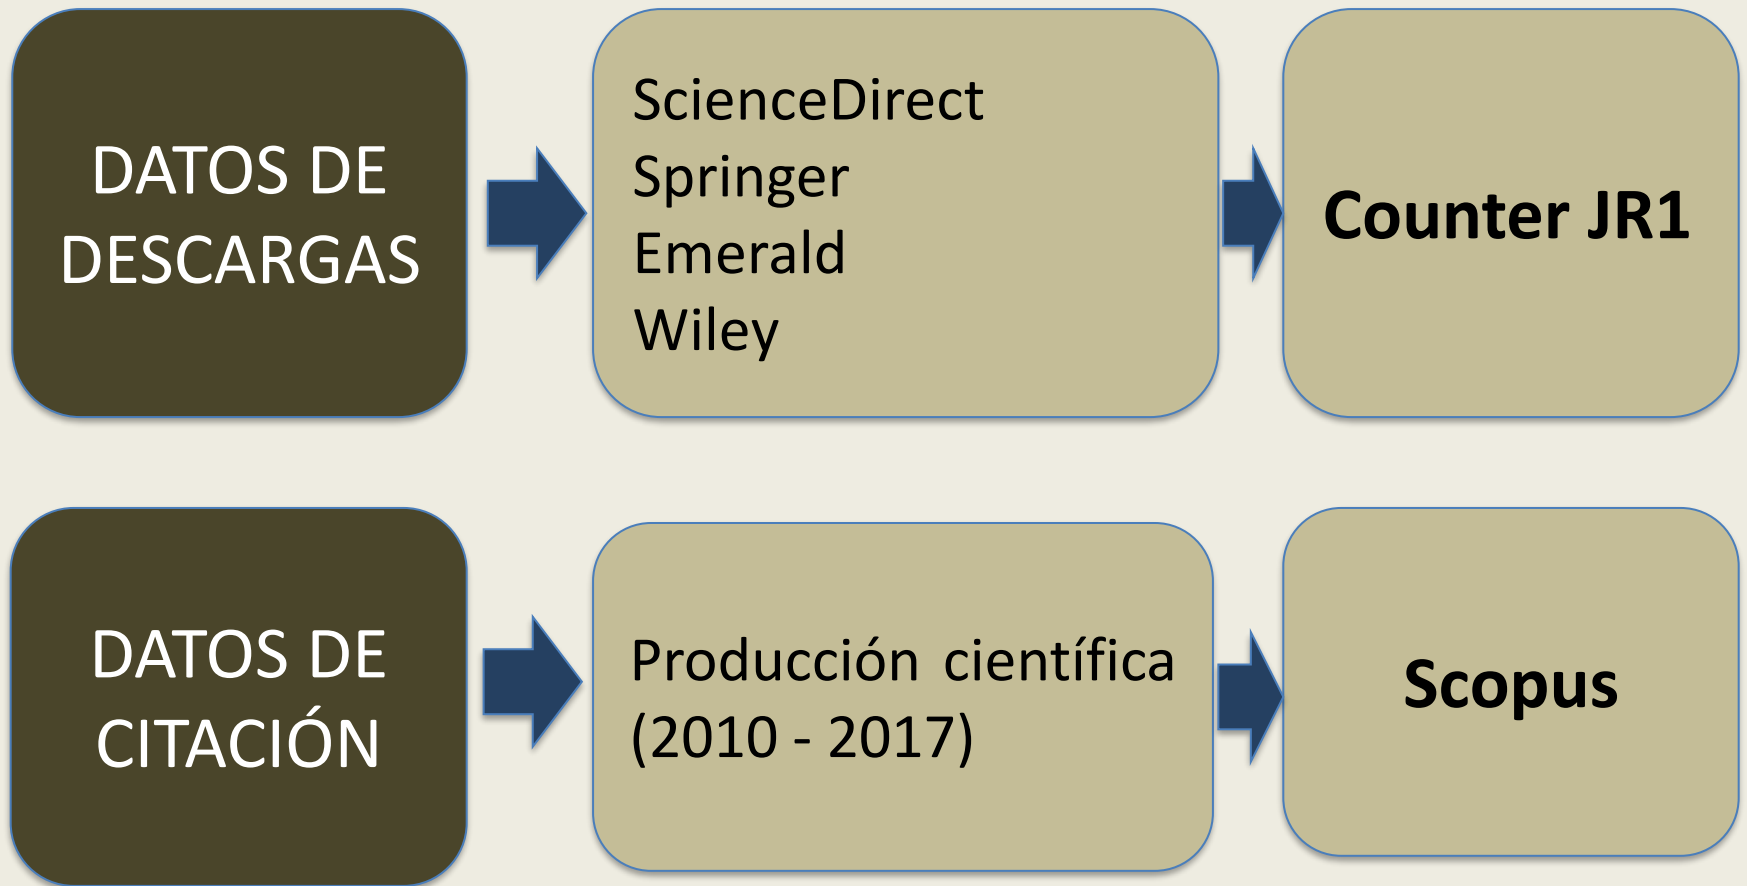 DATOS DE
DESCARGAS
ScienceDirect
Springer
Emerald
Wiley
Counter JR1
DATOS DE
CITACIÓN
Producción científica
(2010 - 2017)
Scopus